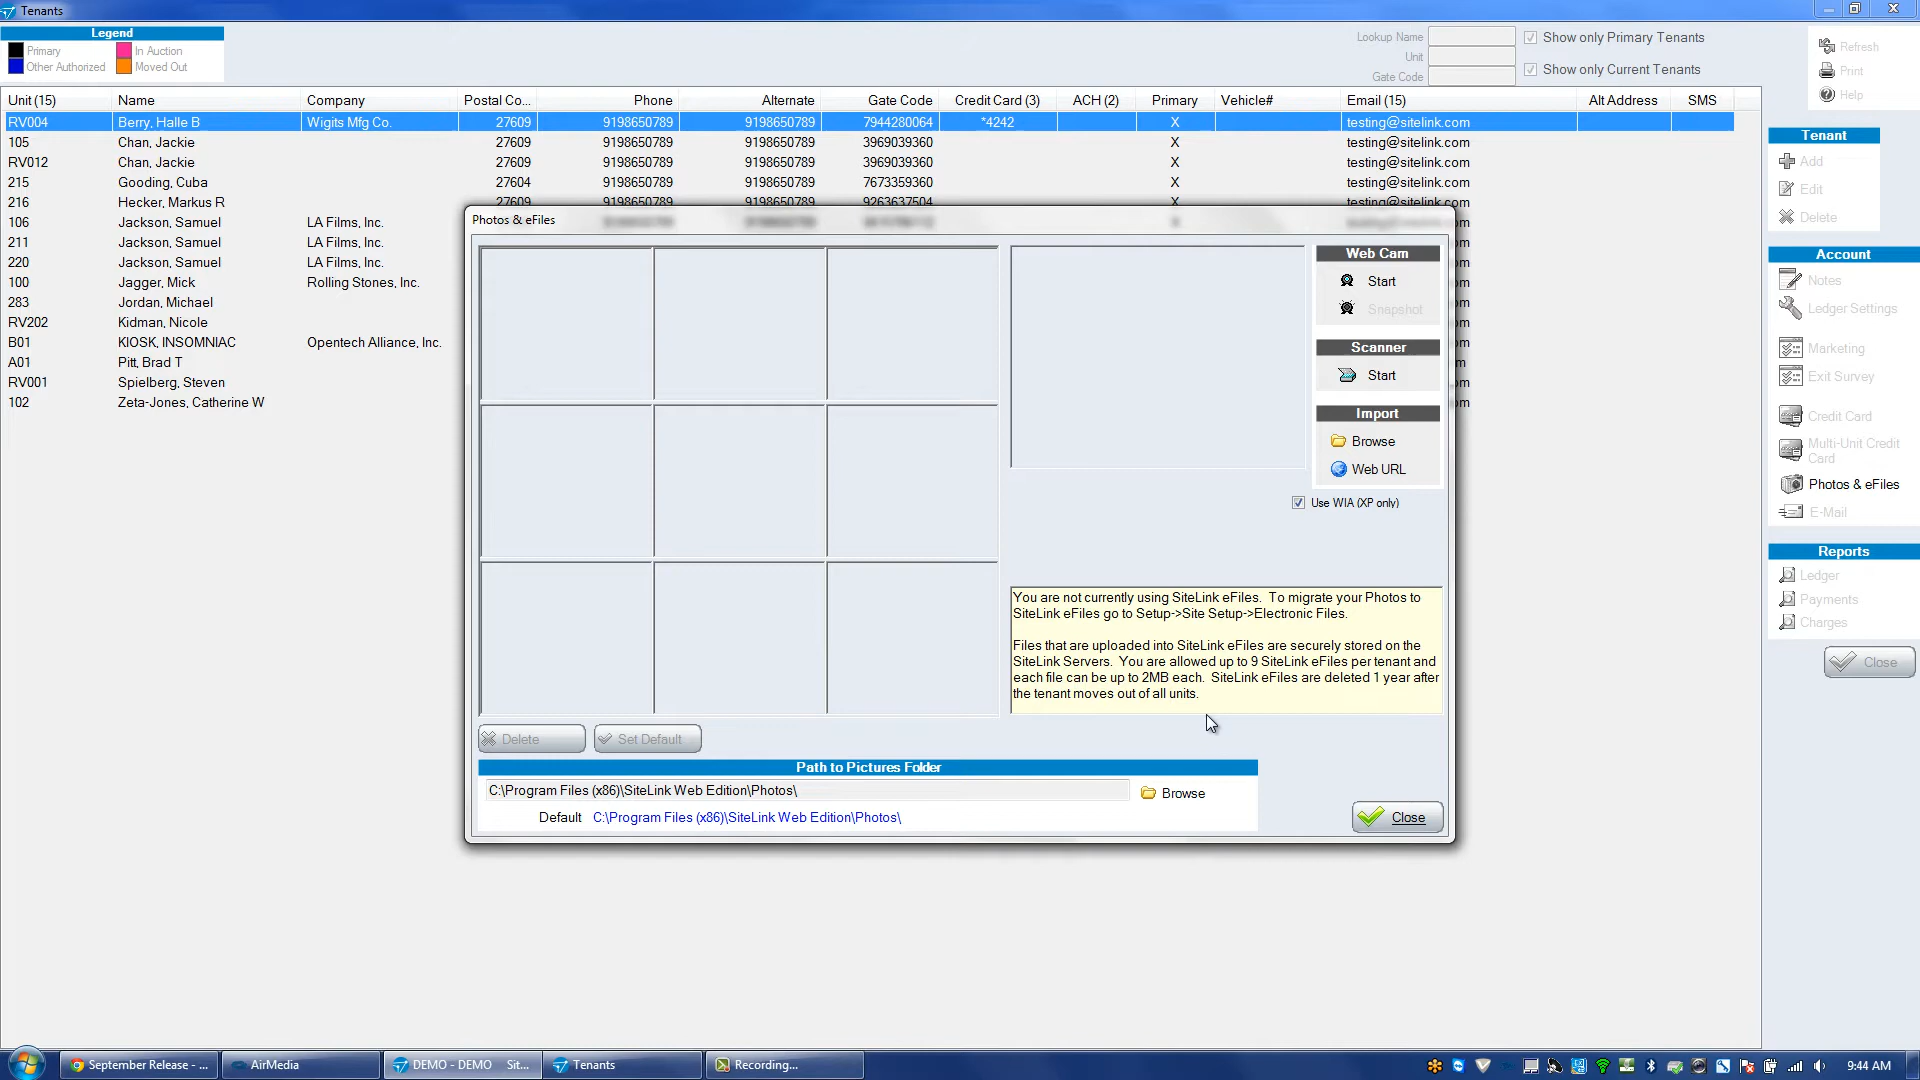 Tenants
Legend
Primary In Auction
Other Authorized Moved Out
Lookup Name
Unit
Gate Code
Show only Primary Tenants
Show only Current Tenants
Refresh
Print
Help
Unit (15) Name Company Postal Co... Phone Alternate Gate Code Credit Card (3) ACH (2) Primary Vehicle# Email (15) Alt Address SMS
RV004 Berry, Halle B Wigits Mfg Co. 27609 9198650789 9198650789 7944280064 *4242 X testing@sitelink.com
105 Chan, Jackie 27609 9198650789 9198650789 3969039360 X testing@sitelink.com
RV012 Chan, Jackie 27609 9198650789 9198650789 3969039360 X testing@sitelink.com
215 Gooding, Cuba 27604 9198650789 9198650789 7673359360 X testing@sitelink.com
216 Hecker, Markus R 27609 9198650789 9198650789 9263637504 X testing@sitelink.com
106 Jackson, Samuel LA Films, Inc.
211 Jackson, Samuel LA Films, Inc.
220 Jackson, Samuel LA Films, Inc.
100 Jagger, Mick Rolling Stones, Inc.
283 Jordan, Michael
RV202 Kidman, Nicole
B01 KIOSK, INSOMNIAC Opentech Alliance, Inc.
A01 Pitt, Brad T
RV001 Spielberg, Steven
102 Zeta-Jones, Catherine W
Photos & eFiles
Web Cam
Start
Snapshot
Scanner
Start
Import
Browse
Web URL
Use WIA (XP only)
You are not currently using SiteLink eFiles. To migrate your Photos to
SiteLink eFiles go to Setup->Site Setup->Electronic Files.
Files that are uploaded into SiteLink eFiles are securely stored on the
SiteLink Servers. You are allowed up to 9 SiteLink eFiles per tenant and
each file can be up to 2MB each. SiteLink eFiles are deleted 1 year after
the tenant moves out of all units.
Delete Set Default
Path to Pictures Folder
C:\Program Files (x86)\SiteLink Web Edition\Photos\ Browse
Default C:\Program Files (x86)\SiteLink Web Edition\Photos\
Close
Tenant
Add
Edit
Delete
Account
Notes
Ledger Settings
Marketing
Exit Survey
Credit Card
Multi-Unit Credit
Card
Photos & eFiles
E-Mail
Reports
Ledger
Payments
Charges
Close
September Release - ... AirMedia DEMO - DEMO Sit... Tenants Recording... 9:44 AM